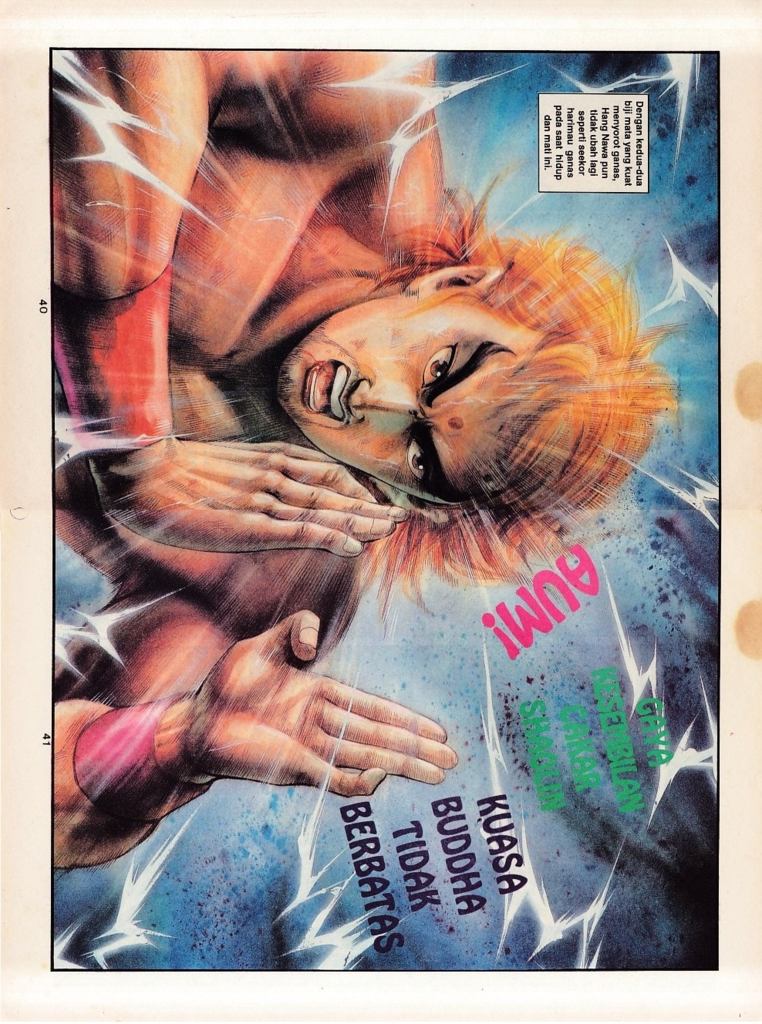 Dengan kedua-dua
biji mata yang kuat
menyorot ganas,
Hang Nawa pun
tidak ubah lagi
seperti seekor
harimau ganas
pada saat hidup
dan mati ini.
AUM!
GAYA
KESEMBILAN
CAKAR
SHAOLIN
KUASA
BUDDHA
TIDAK
BERBATAS
40
41